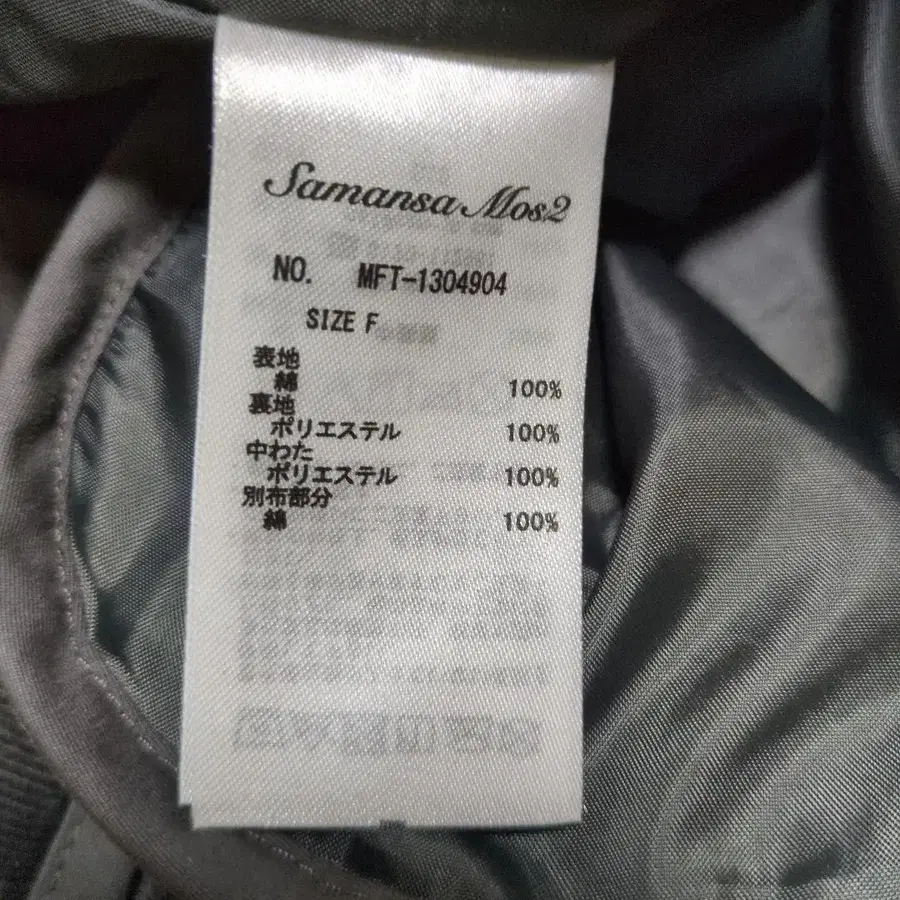 Samansa Mos2
NO. MFT-1304904
SIZE F
表地
綿 100%
裏地
ポリエステル 100%
中わた
ポリエステル 100%
別布部分
綿 100%